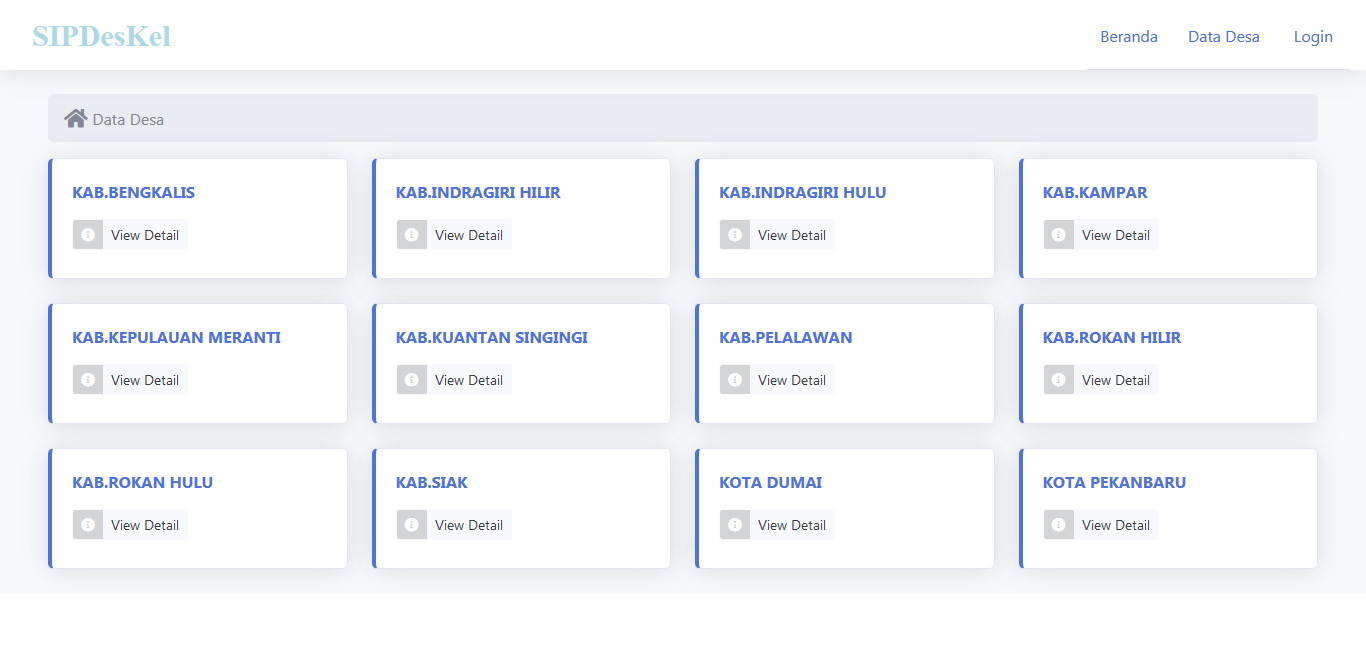 SIPDesKel
Beranda Data Desa Login
Data Desa
KAB.BENGKALIS
View Detail
KAB.INDRAGIRI HILIR
View Detail
KAB.INDRAGIRI HULU
View Detail
KAB.KAMPAR
View Detail
KAB.KEPULAUAN MERANTI
View Detail
KAB.KUANTAN SINGINGI
View Detail
KAB.PELALAWAN
View Detail
KAB.ROKAN HILIR
View Detail
KAB.ROKAN HULU
View Detail
KAB.SIAK
View Detail
KOTA DUMAI
View Detail
KOTA PEKANBARU
View Detail